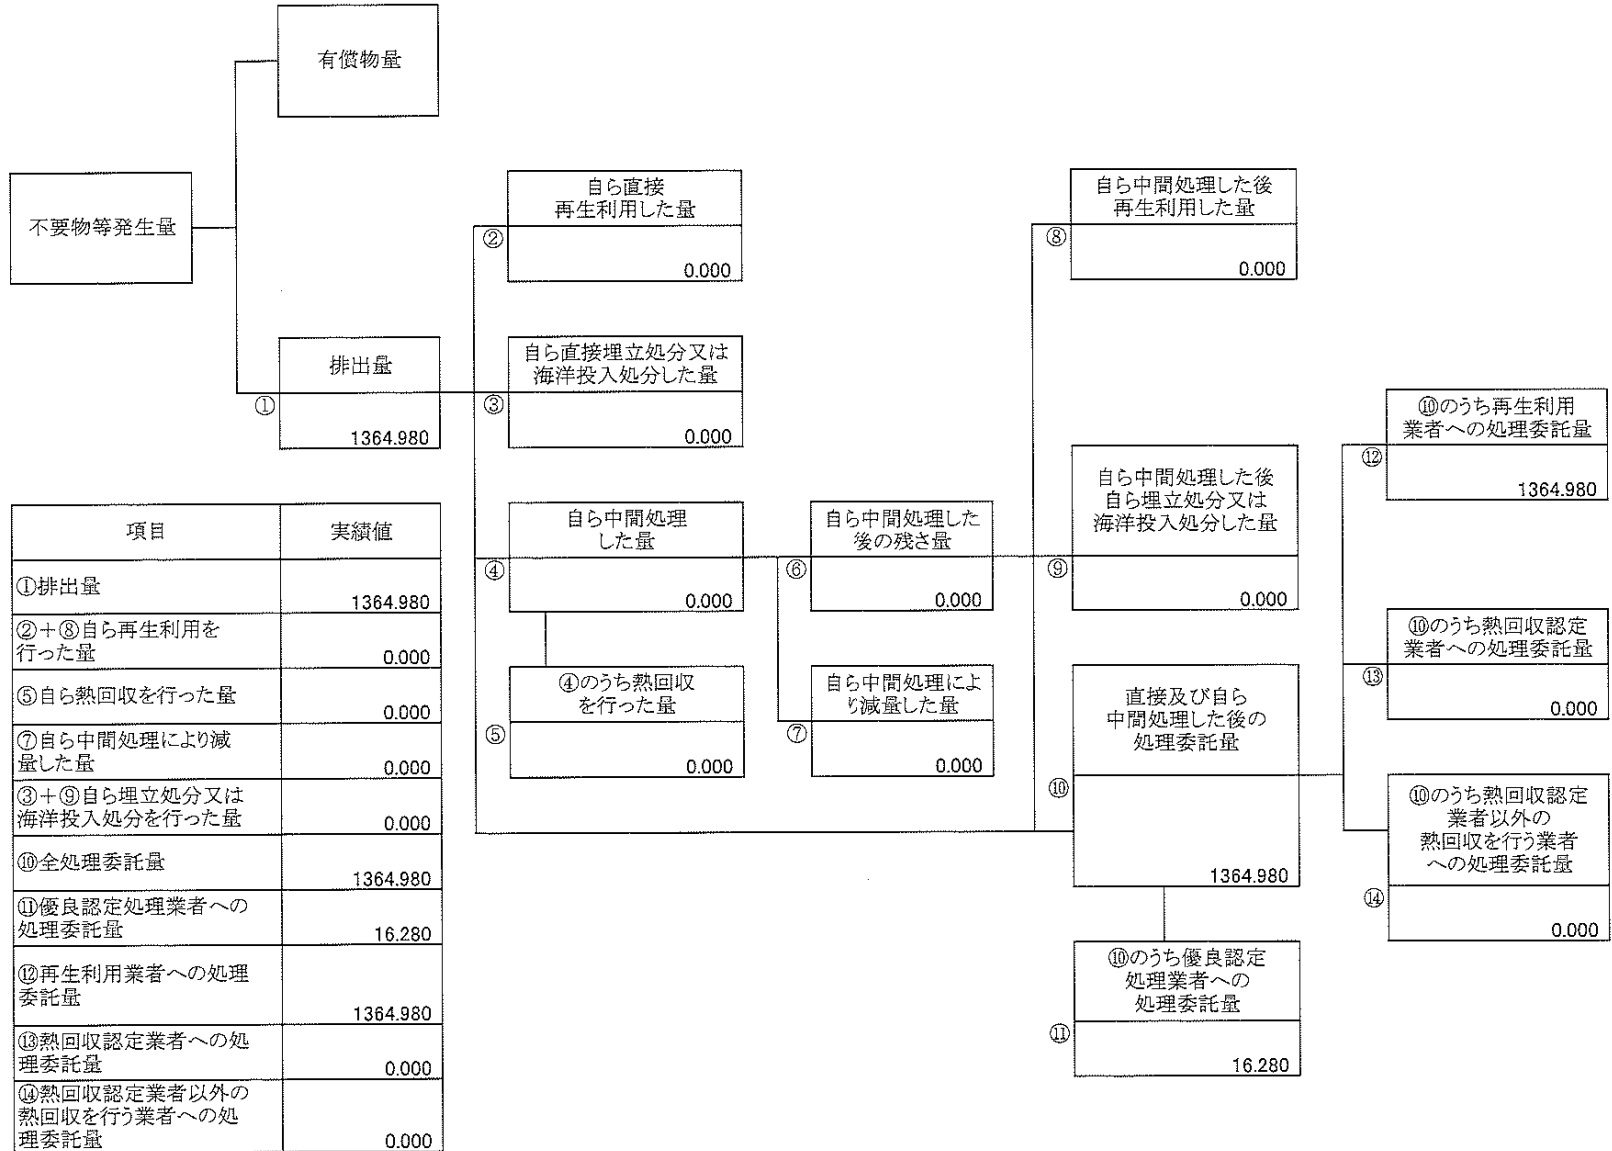 有償物量
不要物等発生量
排出量
①
1364.980
自ら直接
再生利用した量
②
0.000
自ら直接埋立処分又は
海洋投入処分した量
③
0.000
自ら中間処理
した量
④
0.000
④のうち熱回収
を行った量
⑤
0.000
自ら中間処理した
後の残さ量
⑥
0.000
自ら中間処理によ
り減量した量
⑦
0.000
自ら中間処理した後
再生利用した量
⑧
0.000
自ら中間処理した後
自ら埋立処分又は
海洋投入処分した量
⑨
0.000
直接及び自ら
中間処理した後の
処理委託量
⑩
1364.980
⑩のうち優良認定
処理業者への
処理委託量
⑪
16.280
⑩のうち再生利用
業者への処理委託量
⑫
1364.980
⑩のうち熱回収認定
業者への処理委託量
⑬
0.000
⑩のうち熱回収認定
業者以外の
熱回収を行う業者
への処理委託量
⑭
0.000
項目 実績値
①排出量
1364.980
②+⑧自ら再生利用を
行った量
0.000
⑤自ら熱回収を行った量
0.000
⑦自ら中間処理により減
量した量
0.000
③+⑨自ら埋立処分又は
海洋投入処分を行った量
0.000
⑩全処理委託量
1364.980
⑪優良認定処理業者への
処理委託量
16.280
⑫再生利用業者への処理
委託量
1364.980
⑬熱回収認定業者への処
理委託量
0.000
⑭熱回収認定業者以外の
熱回収を行う業者への処
理委託量
0.000